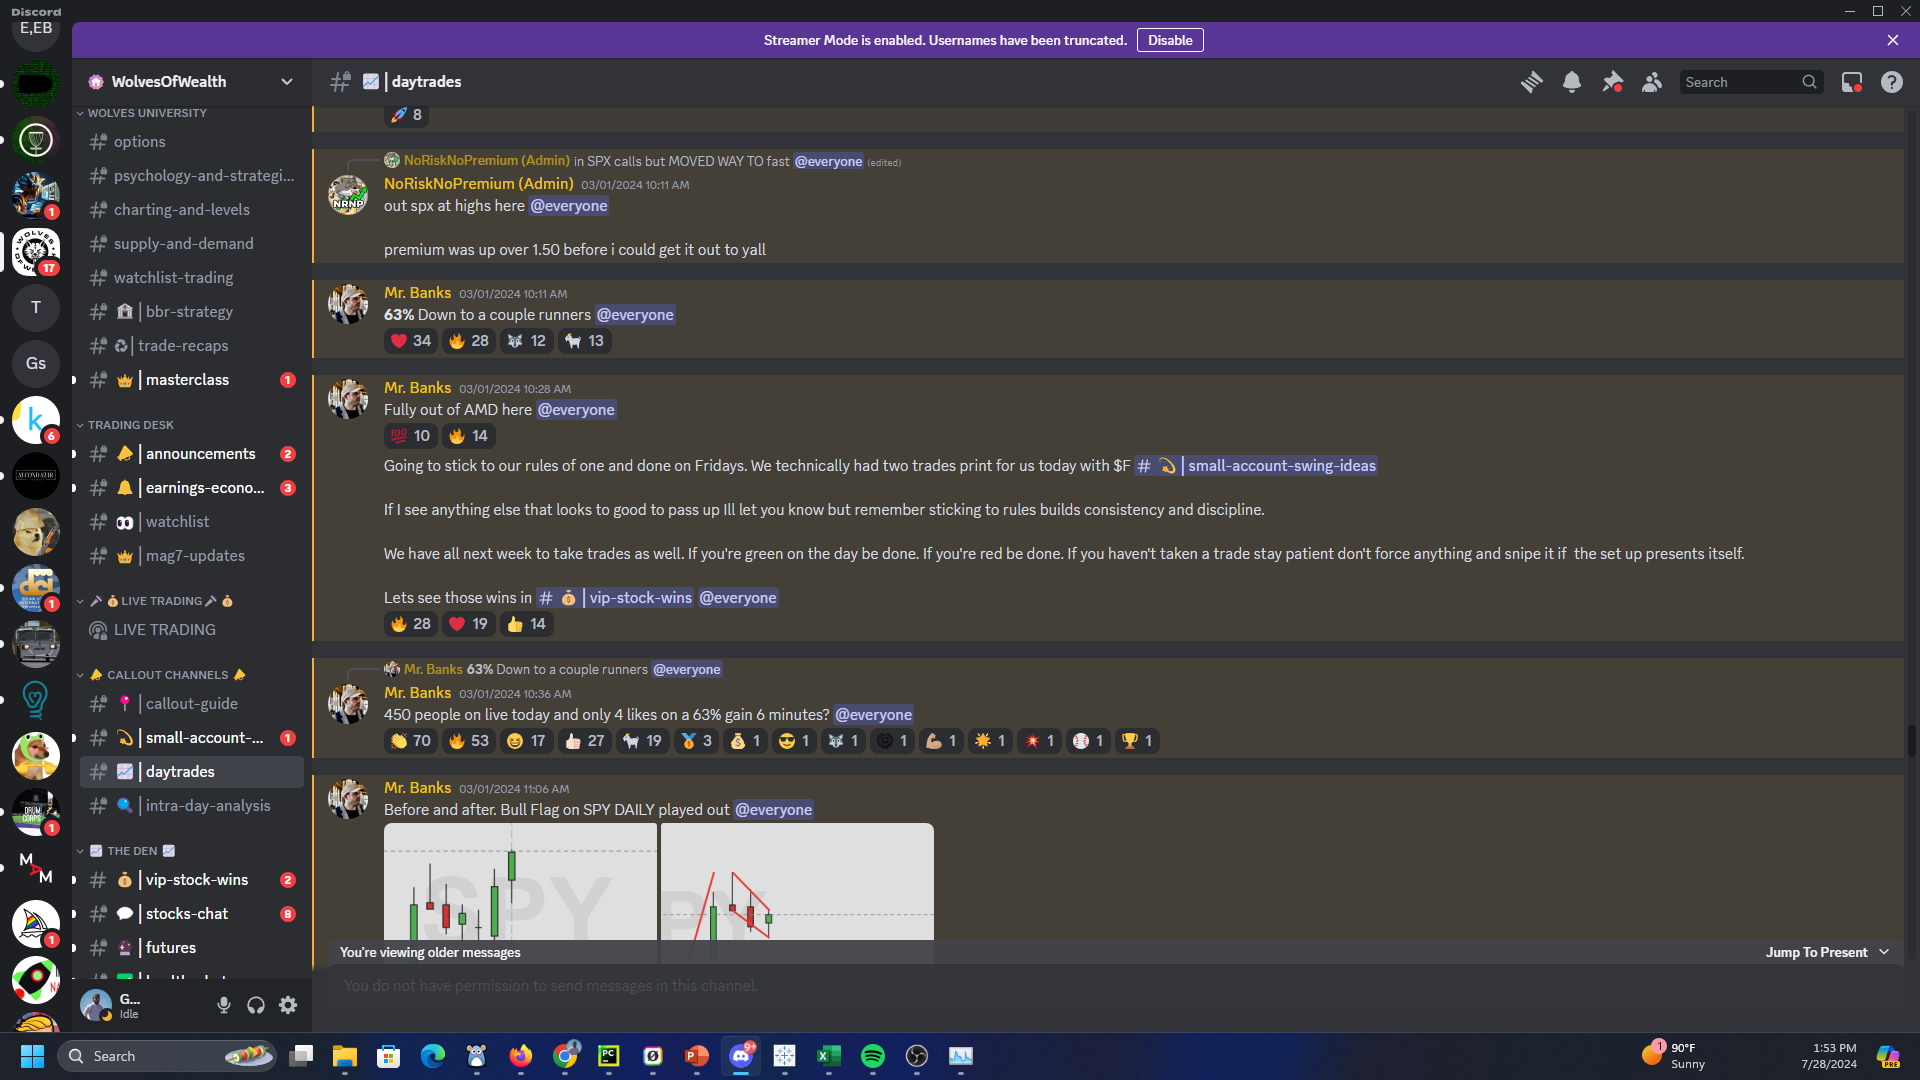 Discord
E,EB
Streamer Mode is enabled. Usernames have been truncated. Disable
WolvesOfWealth
| daytrades
Search
WOLVES UNIVERSITY
options
psychology-and-strategi...
charting-and-levels
supply-and-demand
watchlist-trading
| bbr-strategy
| trade-recaps
| masterclass 1
TRADING DESK
| announcements 2
| earnings-econo... 3
| watchlist
| mag7-updates
LIVE TRADING
LIVE TRADING
CALLOUT CHANNELS
| callout-guide
| small-account-... 1
| daytrades
| intra-day-analysis
THE DEN
| vip-stock-wins 2
| stocks-chat 8
| futures
1
17
T
Gs
k
6
SECOND STAR
dci
1
DRUM CORPS
1
M A M
1
G...
Idle
8
NoRiskNoPremium (Admin) in SPX calls but MOVED WAY TO fast @everyone (edited)
NRNP
NoRiskNoPremium (Admin) 03/01/2024 10:11 AM
out spx at highs here @everyone
premium was up over 1.50 before i could get it out to yall
Mr. Banks 03/01/2024 10:11 AM
63% Down to a couple runners @everyone
34 28 12 13
Mr. Banks 03/01/2024 10:28 AM
Fully out of AMD here @everyone
10 14
Going to stick to our rules of one and done on Fridays. We technically had two trades print for us today with $F # | small-account-swing-ideas
If I see anything else that looks to good to pass up Ill let you know but remember sticking to rules builds consistency and discipline.
We have all next week to take trades as well. If you're green on the day be done. If you're red be done. If you haven't taken a trade stay patient don't force anything and snipe it if the set up presents itself.
Lets see those wins in # | vip-stock-wins @everyone
28 19 14
Mr. Banks 63% Down to a couple runners @everyone
Mr. Banks 03/01/2024 10:36 AM
450 people on live today and only 4 likes on a 63% gain 6 minutes? @everyone
70 53 17 27 19 3 1 1 1 1 1 1 1 1 1
Mr. Banks 03/01/2024 11:06 AM
Before and after. Bull Flag on SPY DAILY played out @everyone
SPY
PY
You're viewing older messages
Jump To Present
You do not have permission to send messages in this channel.
Search
PC
9+
1
90°F
Sunny
1:53 PM
7/28/2024
PRE